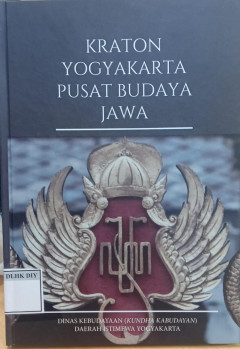 KRATON
YOGYAKARTA
PUSAT BUDAYA
JAWA
DLHK DIY
DINAS KEBUDAYAAN (KUNDHA KABUDAYAN)
DAERAH ISTIMEWA YOGYAKARTA